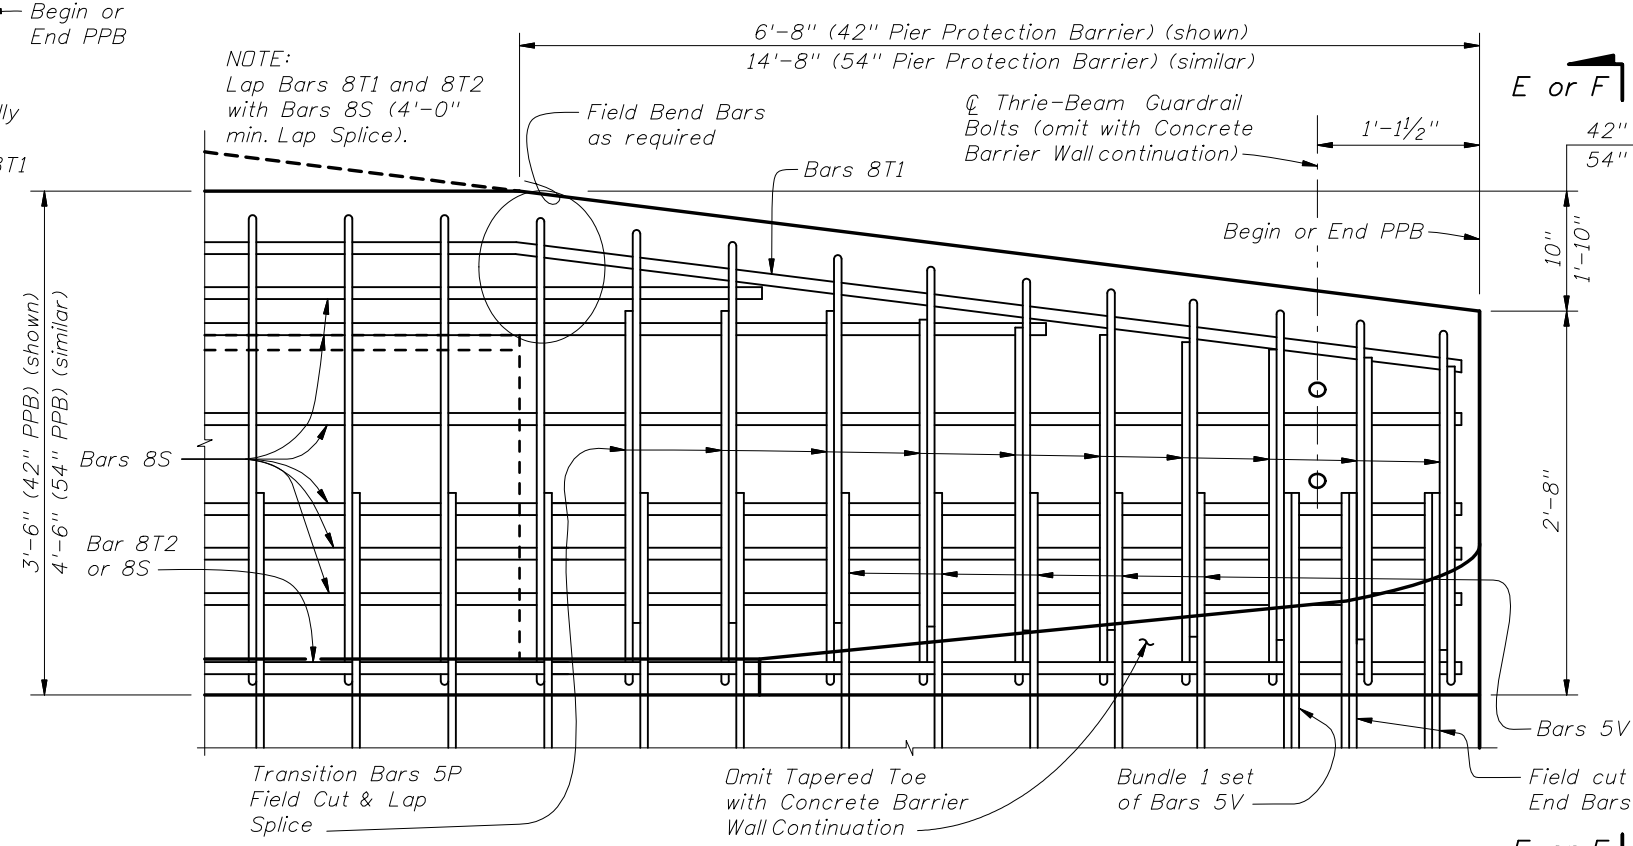 Begin or
End PPB
NOTE:
Lap Bars 8T1 and 8T2
with Bars 8S (4'-0"
min. Lap Splice).
6'-8" (42" Pier Protection Barrier) (shown)
14'-8" (54" Pier Protection Barrier) (similar)
Field Bend Bars
as required
℄ Thrie-Beam Guardrail
Bolts (omit with Concrete
Barrier Wall continuation)
1'-1½"
E or F
42"
54"
Bars 8T1
Begin or End PPB
10"
1'-10"
2'-8"
3'-6" (42" PPB) (shown)
4'-6" (54" PPB) (similar)
Bars 8S
Bar 8T2
or 8S
Transition Bars 5P
Field Cut & Lap
Splice
Omit Tapered Toe
with Concrete Barrier
Wall Continuation
Bundle 1 set
of Bars 5V
Bars 5V
Field cut
End Bars